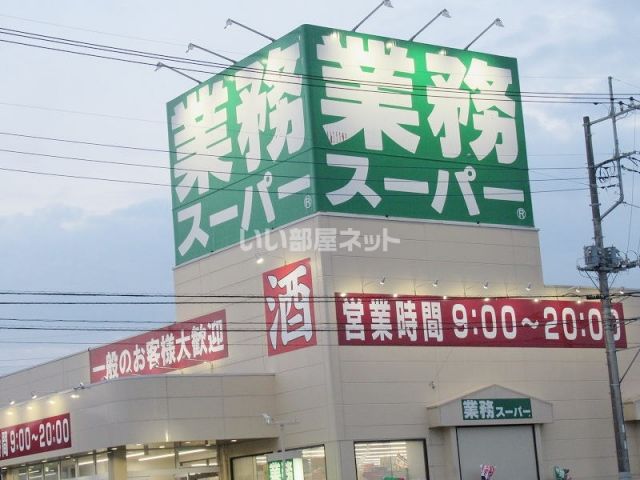 業務
スーパー®
業務
スーパー®
いい部屋ネット
酒
営業時間 9:00～20:00
一般のお客様大歓迎
時間 9:00～20:00
業務スーパー